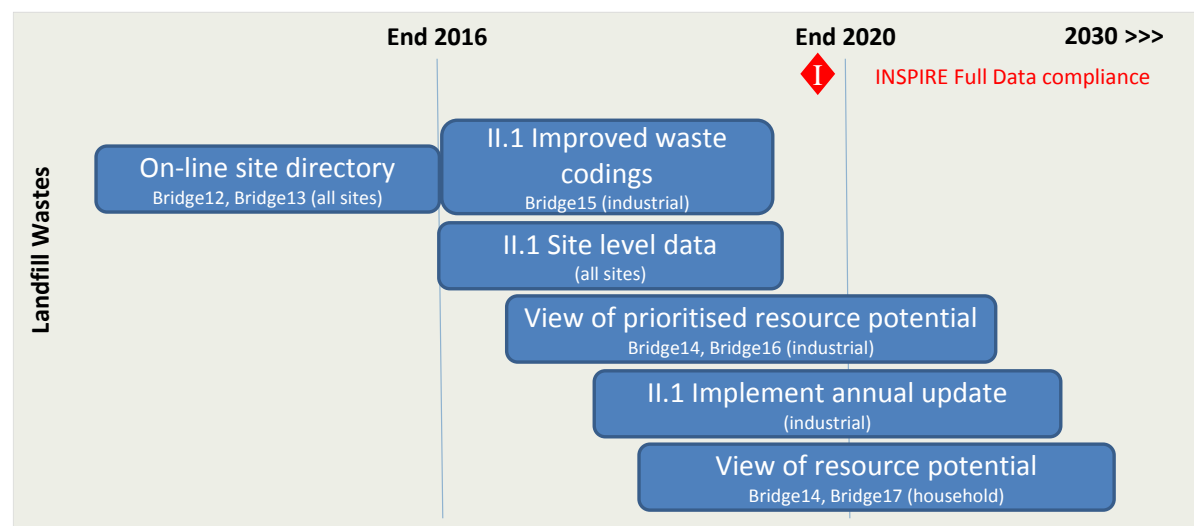 End 2016
End 2020
2030 >>>
I
INSPIRE Full Data compliance
Landfill Wastes
On-line site directory
Bridge12, Bridge13 (all sites)
II.1 Improved waste
codings
Bridge15 (industrial)
II.1 Site level data
(all sites)
View of prioritised resource potential
Bridge14, Bridge16 (industrial)
II.1 Implement annual update
(industrial)
View of resource potential
Bridge14, Bridge17 (household)